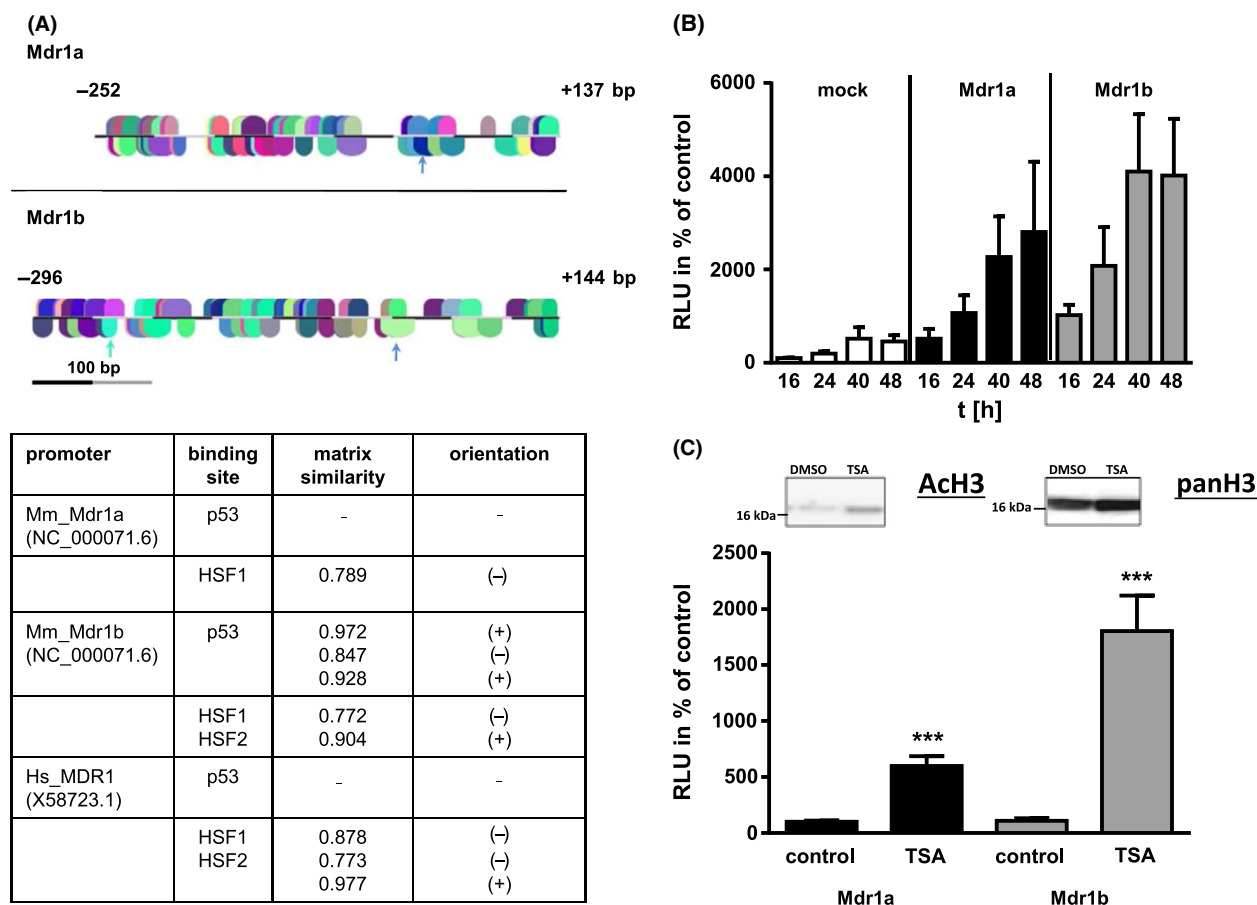 (A)
Mdr1a
–252 +137 bp
Mdr1b
–296 +144 bp
100 bp
promoter binding site matrix similarity orientation
Mm_Mdr1a (NC_000071.6) p53 - -
HSF1 0.789 (–)
Mm_Mdr1b (NC_000071.6) p53 0.972 (+)
0.847 (–)
0.928 (+)
HSF1 0.772 (–)
HSF2 0.904 (+)
Hs_MDR1 (X58723.1) p53 - -
HSF1 0.878 (–)
HSF2 0.773 (–)
0.977 (+)
(B)
mock Mdr1a Mdr1b
RLU in % of control
6000
4000
2000
0
16 24 40 48 16 24 40 48 16 24 40 48
t [h]
(C)
DMSO TSA AcH3
16 kDa
DMSO TSA panH3
16 kDa
RLU in % of control
2500
2000
1500
1000
500
0
*** ***
control TSA control TSA
Mdr1a Mdr1b